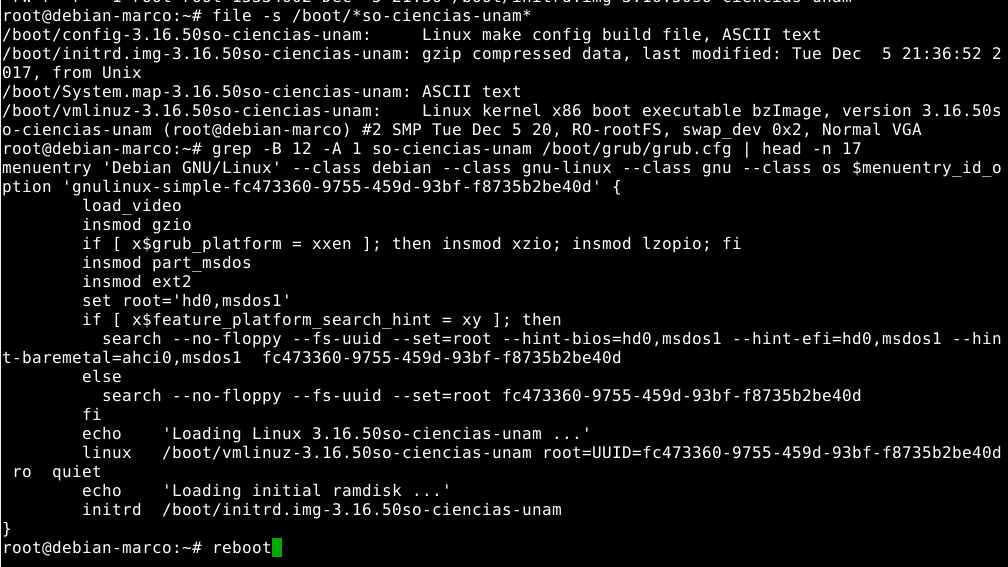 root@debian-marco:~# file -s /boot/*so-ciencias-unam*
/boot/config-3.16.50so-ciencias-unam:     Linux make config build file, ASCII text
/boot/initrd.img-3.16.50so-ciencias-unam: gzip compressed data, last modified: Tue Dec  5 21:36:52 2
017, from Unix
/boot/System.map-3.16.50so-ciencias-unam: ASCII text
/boot/vmlinuz-3.16.50so-ciencias-unam:    Linux kernel x86 boot executable bzImage, version 3.16.50s
o-ciencias-unam (root@debian-marco) #2 SMP Tue Dec 5 20, RO-rootFS, swap_dev 0x2, Normal VGA
root@debian-marco:~# grep -B 12 -A 1 so-ciencias-unam /boot/grub/grub.cfg | head -n 17
menuentry 'Debian GNU/Linux' --class debian --class gnu-linux --class gnu --class os $menuentry_id_o
ption 'gnulinux-simple-fc473360-9755-459d-93bf-f8735b2be40d' {
        load_video
        insmod gzio
        if [ x$grub_platform = xxen ]; then insmod xzio; insmod lzopio; fi
        insmod part_msdos
        insmod ext2
        set root='hd0,msdos1'
        if [ x$feature_platform_search_hint = xy ]; then
          search --no-floppy --fs-uuid --set=root --hint-bios=hd0,msdos1 --hint-efi=hd0,msdos1 --hin
t-baremetal=ahci0,msdos1  fc473360-9755-459d-93bf-f8735b2be40d
        else
          search --no-floppy --fs-uuid --set=root fc473360-9755-459d-93bf-f8735b2be40d
        fi
        echo    'Loading Linux 3.16.50so-ciencias-unam ...'
        linux   /boot/vmlinuz-3.16.50so-ciencias-unam root=UUID=fc473360-9755-459d-93bf-f8735b2be40d
 ro  quiet
        echo    'Loading initial ramdisk ...'
        initrd  /boot/initrd.img-3.16.50so-ciencias-unam
}
root@debian-marco:~# reboot